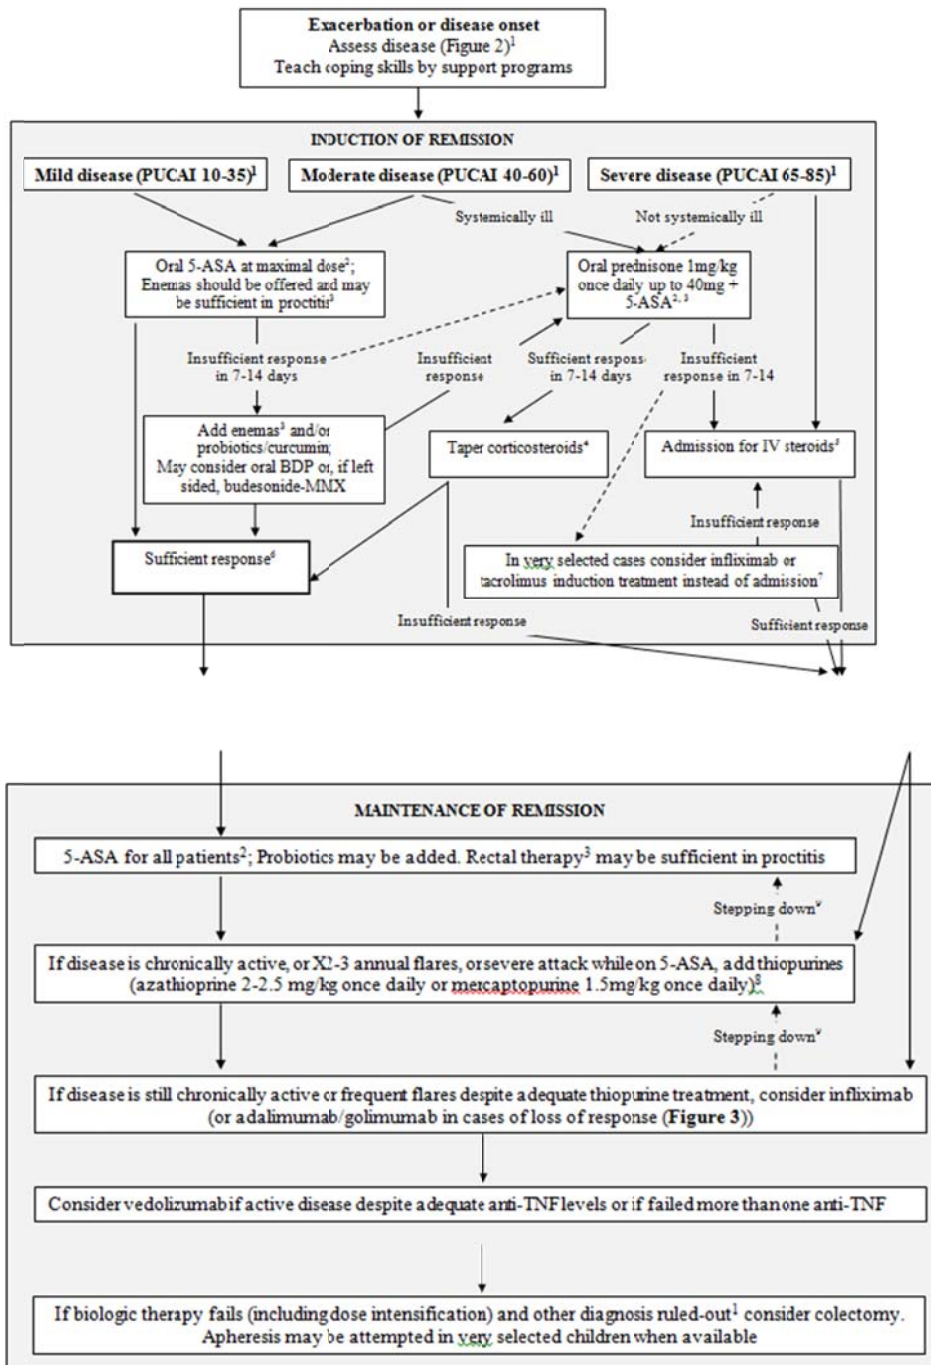 Exacerbation or disease onset
Assess disease (Figure 2)¹
Teach coping skills by support programs
INDUCTION OF REMISSION
Mild disease (PUCAI 10-35)¹
Moderate disease (PUCAI 40-60)¹
Severe disease (PUCAI 65-85)¹
Systemically ill
Not systemically ill
Oral 5-ASA at maximal dose²;
Enemas should be offered and may
be sufficient in proctitis³
Oral prednisone 1mg/kg
once daily up to 40mg +
5-ASA²,³
Insufficient response
in 7-14 days
Insufficient
response
Sufficient response
in 7-14 days
Insufficient
response in 7-14
Add enemas³ and/or
probiotics/curcumin;
May consider oral BDP or, if left
sided, budesonide-MMX
Taper corticosteroids⁴
Admission for IV steroids⁵
Insufficient response
Sufficient response⁶
In very selected cases consider infliximab or
tacrolimus induction treatment instead of admission⁷
Insufficient response
Sufficient response
MAINTENANCE OF REMISSION
5-ASA for all patients²; Probiotics may be added. Rectal therapy³ may be sufficient in proctitis
Stepping down⁹
If disease is chronically active, or X2-3 annual flares, or severe attack while on 5-ASA, add thiopurines
(azathioprine 2-2.5 mg/kg once daily or mercaptopurine 1.5mg/kg once daily)⁸
Stepping down⁹
If disease is still chronically active or frequent flares despite adequate thiopurine treatment, consider infliximab
(or adalimumab/golimumab in cases of loss of response (Figure 3))
Consider vedolizumab if active disease despite adequate anti-TNF levels or if failed more than one anti-TNF
If biologic therapy fails (including dose intensification) and other diagnosis ruled-out¹ consider colectomy.
Apheresis may be attempted in very selected children when available